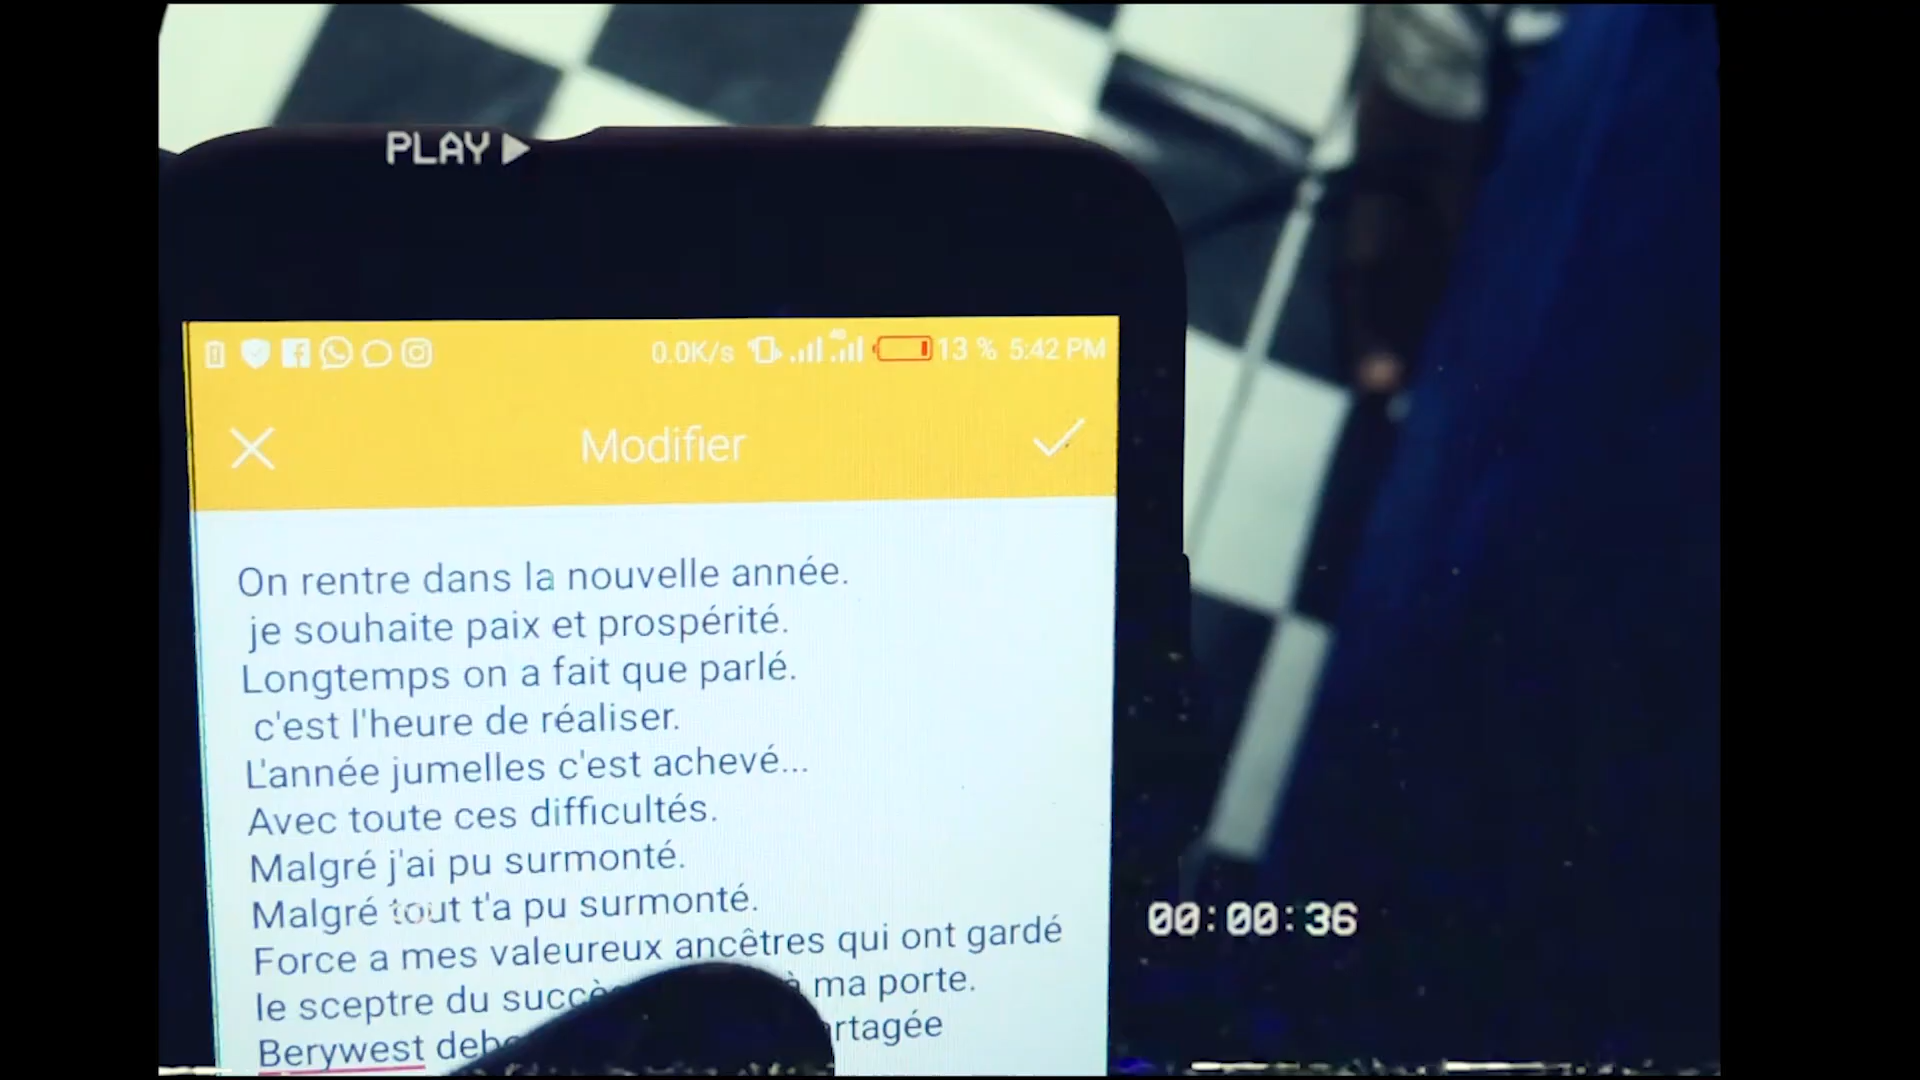 PLAY
0.0K/s 4G 13 % 5:42 PM
Modifier
On rentre dans la nouvelle année.
je souhaite paix et prospérité.
Longtemps on a fait que parlé.
c'est l'heure de réaliser.
L'année jumelles c'est achevé...
Avec toute ces difficultés.
Malgré j'ai pu surmonté.
Malgré tout t'a pu surmonté.
Force a mes valeureux ancêtres qui ont gardé
le sceptre du succès à ma porte.
Berywest
00:00:36